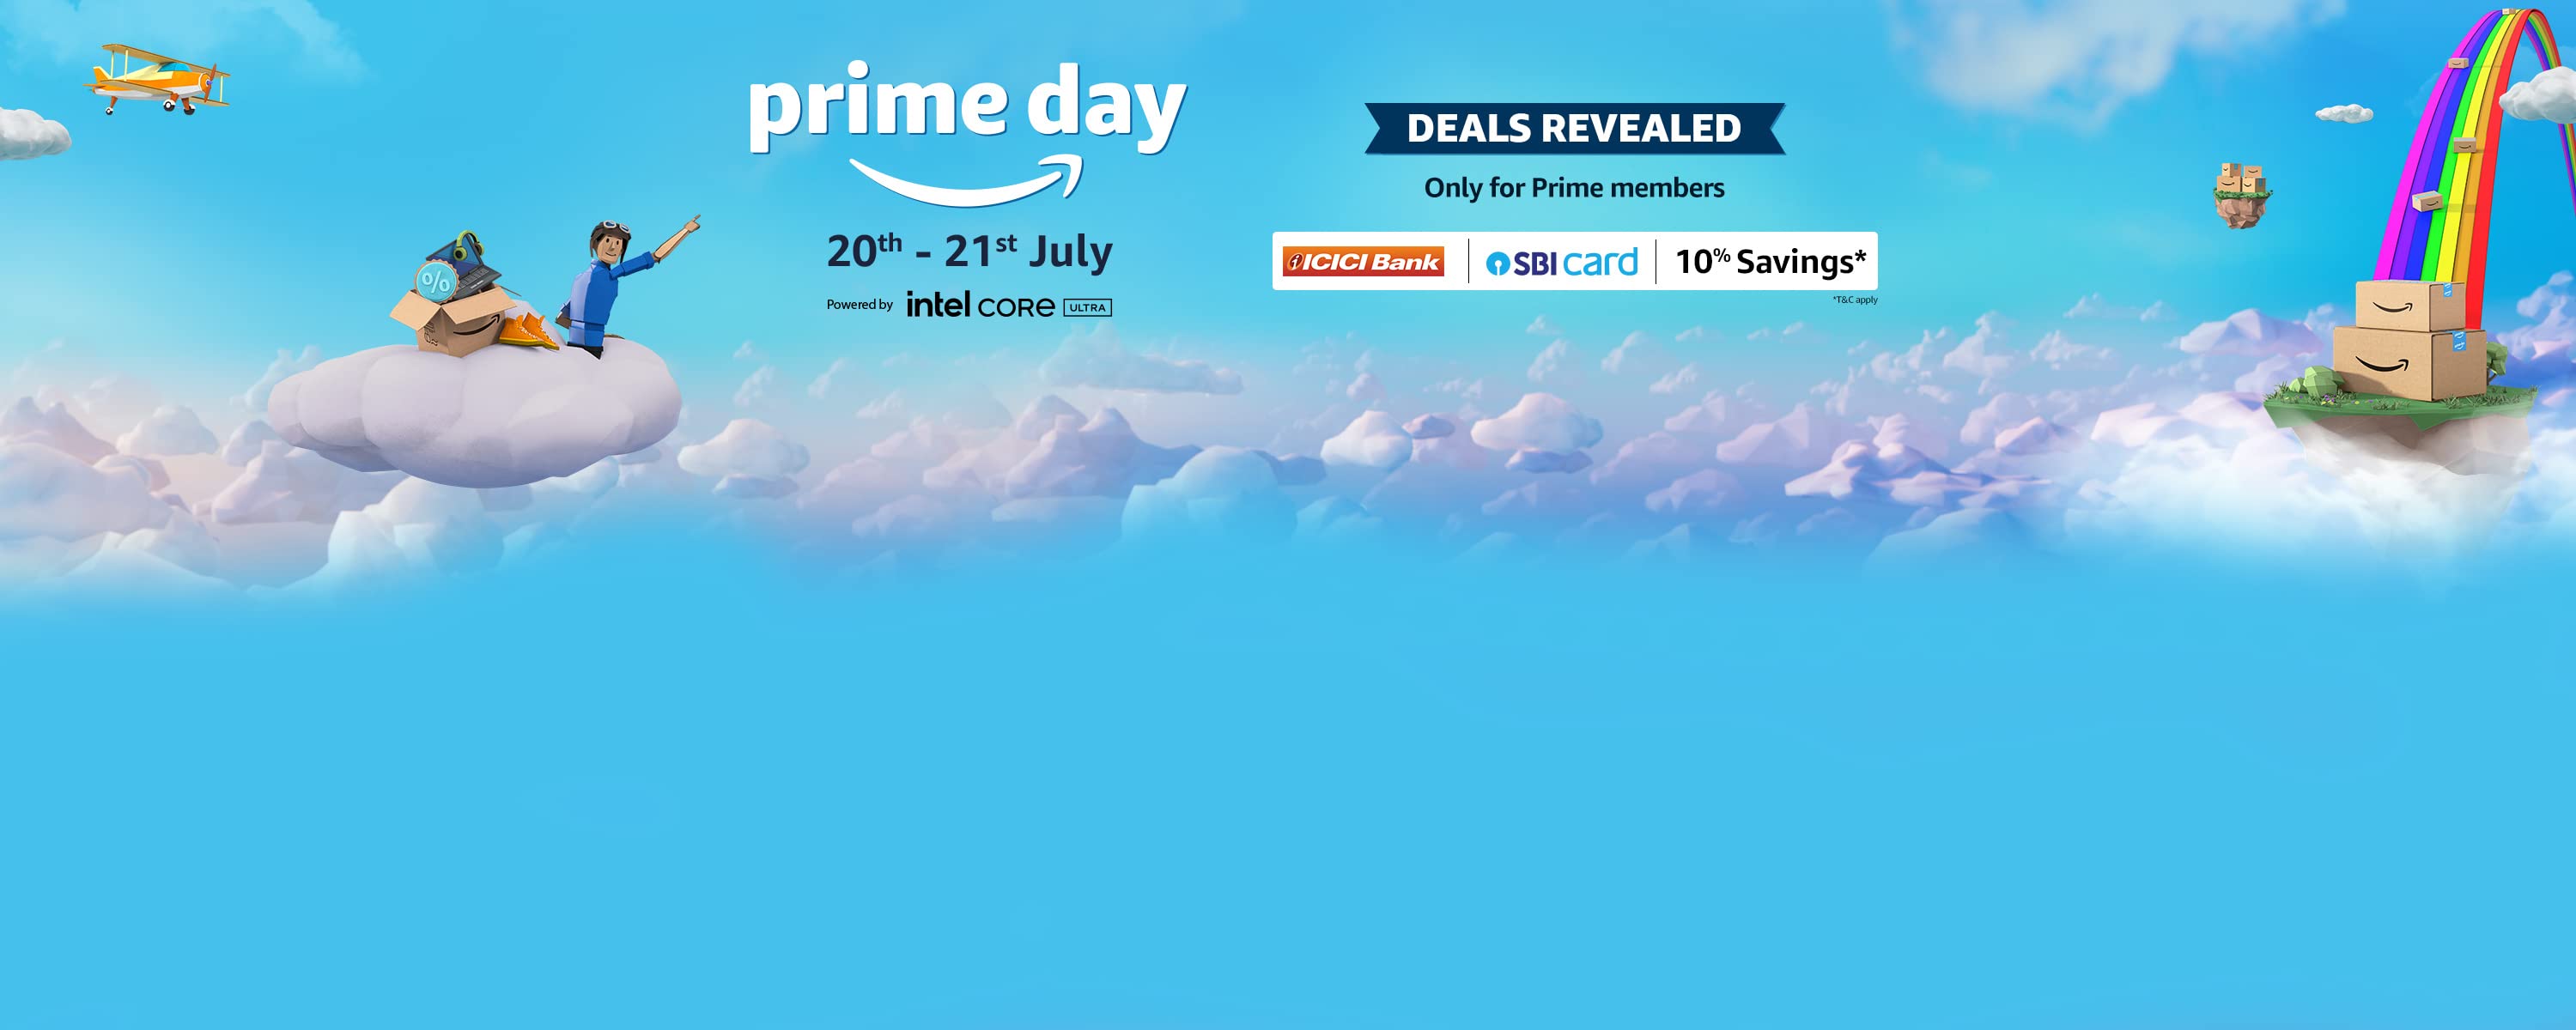 prime day
20th - 21st July
Powered by intel CORE ULTRA
DEALS REVEALED
Only for Prime members
ICICI Bank SBI card 10% Savings*
*T&C apply
%